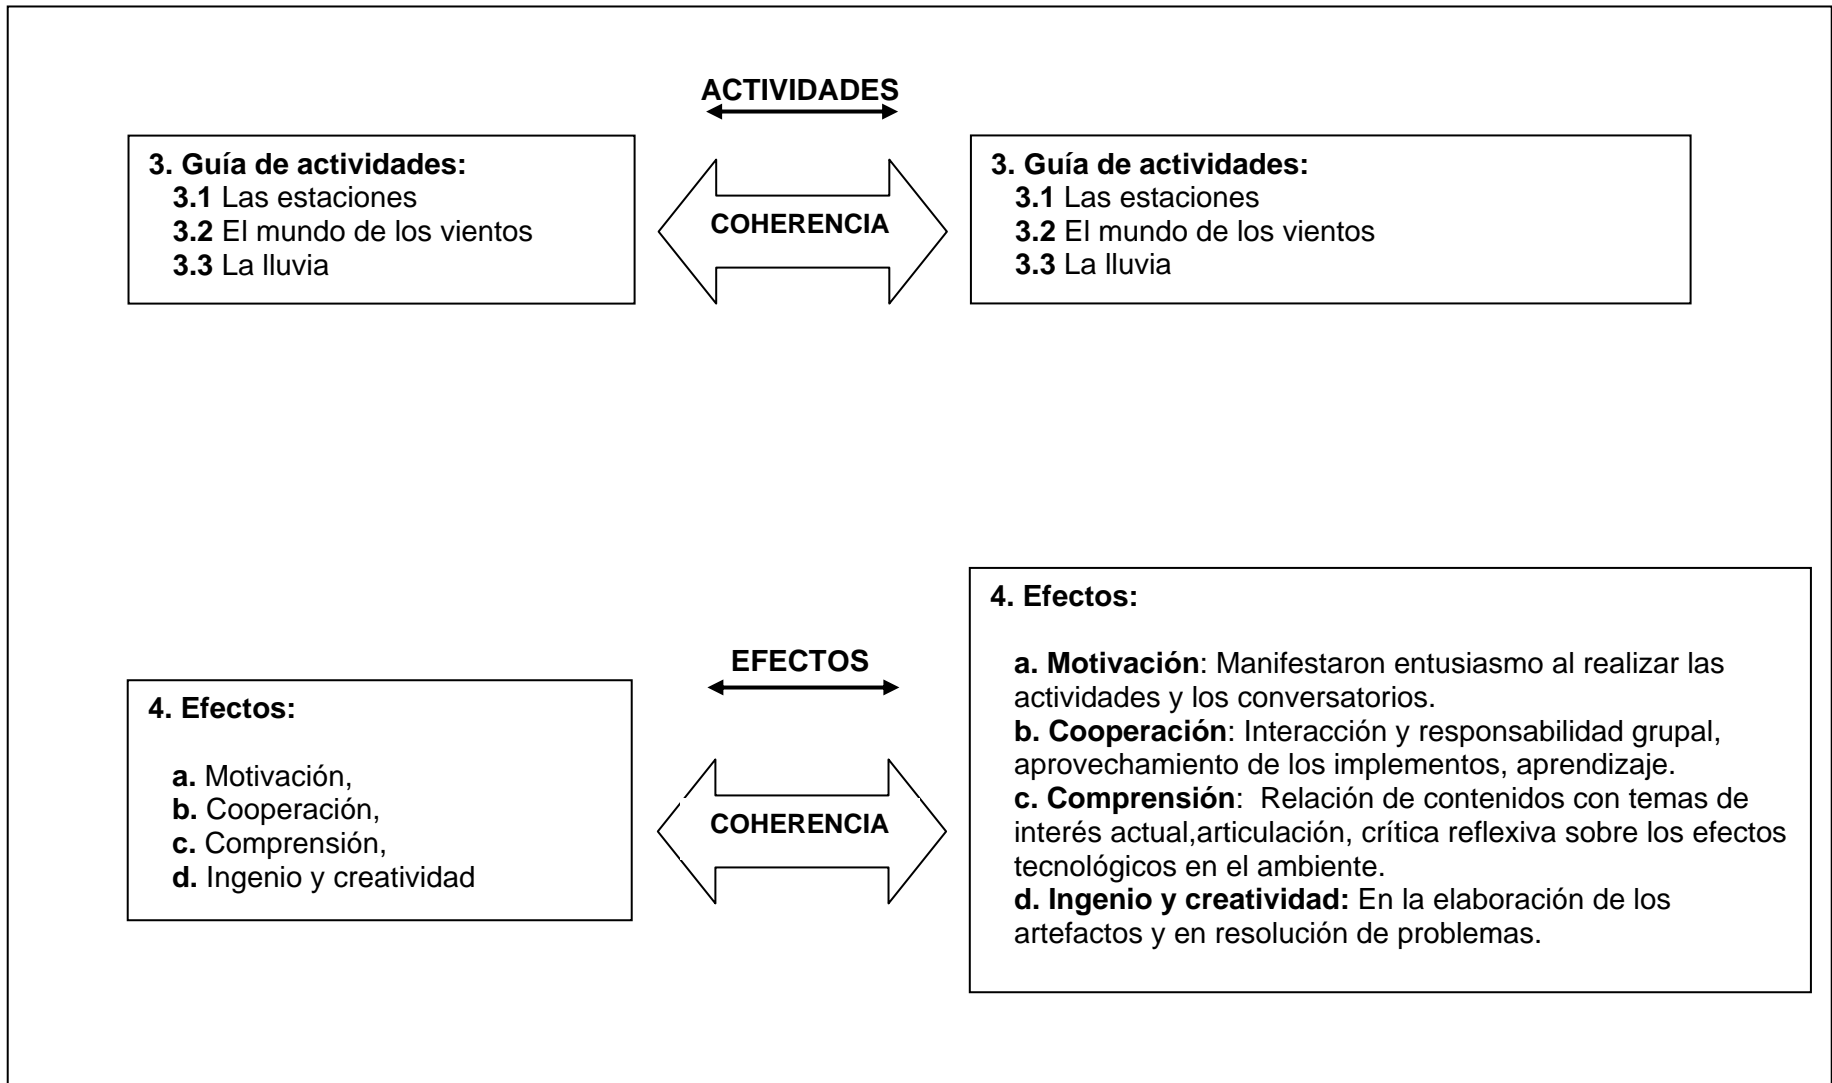 ACTIVIDADES
3. Guía de actividades:
3.1 Las estaciones
3.2 El mundo de los vientos
3.3 La lluvia
COHERENCIA
3. Guía de actividades:
3.1 Las estaciones
3.2 El mundo de los vientos
3.3 La lluvia
EFECTOS
4. Efectos:
a. Motivación,
b. Cooperación,
c. Comprensión,
d. Ingenio y creatividad
COHERENCIA
4. Efectos:
a. Motivación: Manifestaron entusiasmo al realizar las
actividades y los conversatorios.
b. Cooperación: Interacción y responsabilidad grupal,
aprovechamiento de los implementos, aprendizaje.
c. Comprensión:  Relación de contenidos con temas de
interés actual,articulación, crítica reflexiva sobre los efectos
tecnológicos en el ambiente.
d. Ingenio y creatividad: En la elaboración de los
artefactos y en resolución de problemas.